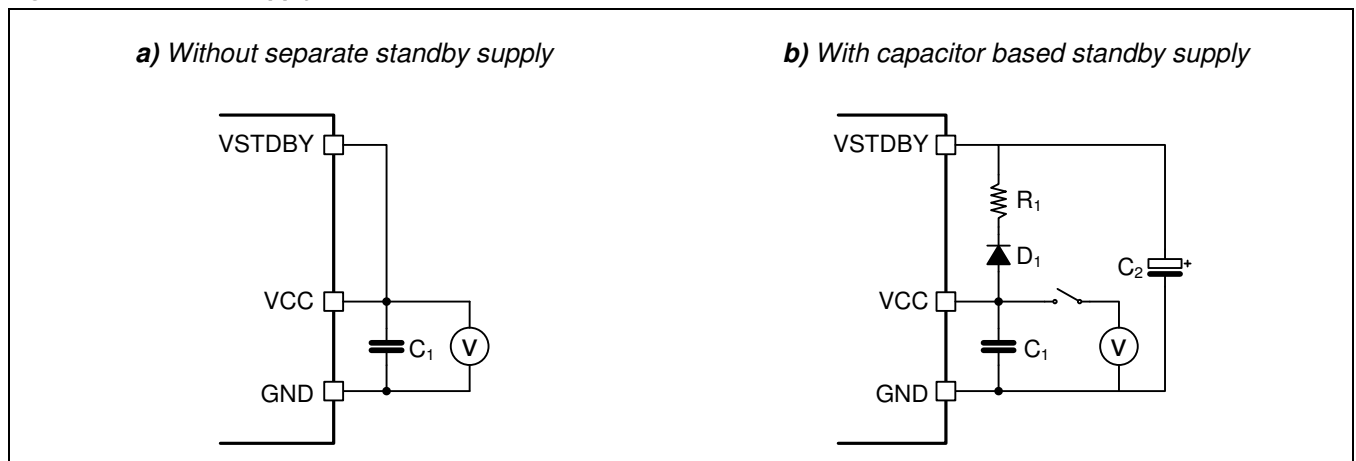 a) Without separate standby supply
VSTDBY
VCC
C1
V
GND
b) With capacitor based standby supply
VSTDBY
R1
D1
C2
+
VCC
C1
V
GND